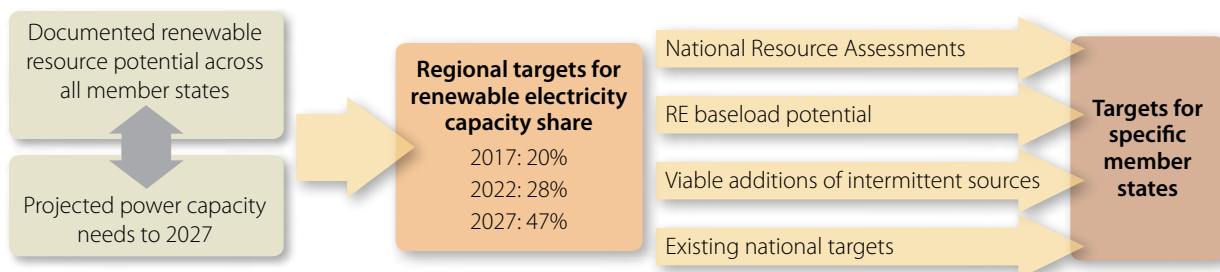 Documented renewable
resource potential across
all member states
Projected power capacity
needs to 2027
Regional targets for
renewable electricity
capacity share
2017: 20%
2022: 28%
2027: 47%
National Resource Assessments
RE baseload potential
Viable additions of intermittent sources
Existing national targets
Targets for
specific
member
states